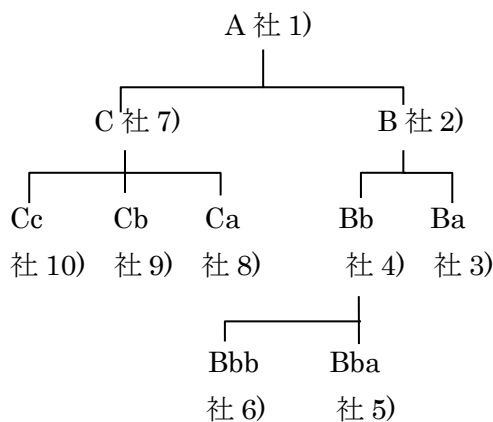 A 社 1)
C 社 7) B 社 2)
Cc Cb Ca Bb Ba
社 10) 社 9) 社 8) 社 4) 社 3)
Bbb Bba
社 6) 社 5)